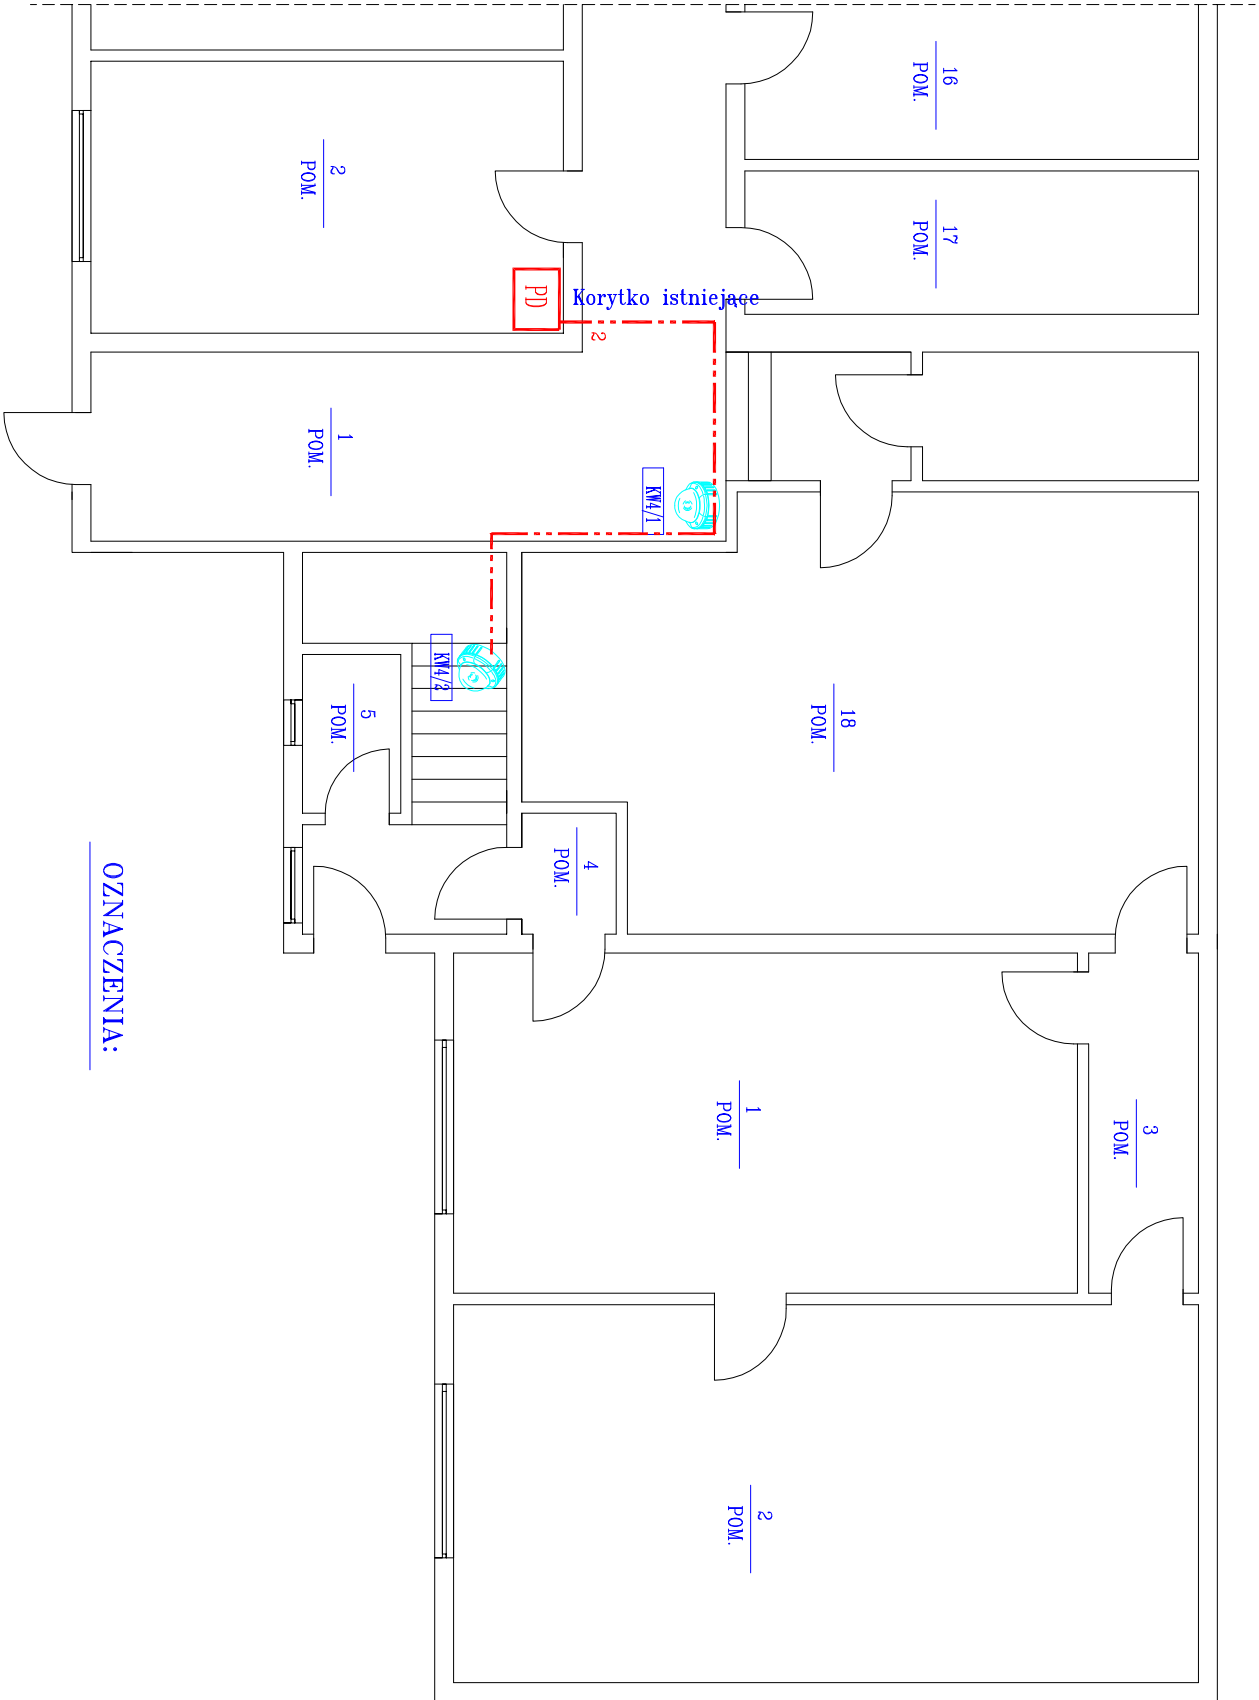 16
POM.
17
POM.
2
POM.
PD
Korytko istniejące
2
1
POM.
KW4/1
KW4/2
5
POM.
18
POM.
4
POM.
OZNACZENIA:
1
POM.
3
POM.
2
POM.